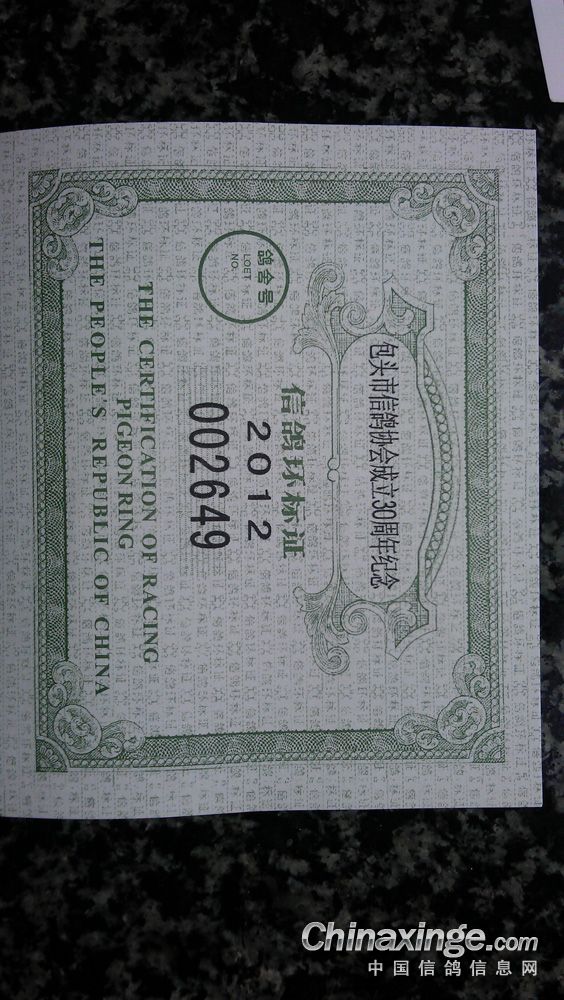 包头市信鸽协会成立30周年纪念
鸽舍号
LOET
NO.
信鸽环标证
2012
002649
THE CERTIFICATION OF RACING
PIGEON RING
THE PEOPLE'S REPUBLIC OF CHINA
Chinaxinge.com
中国信鸽信息网